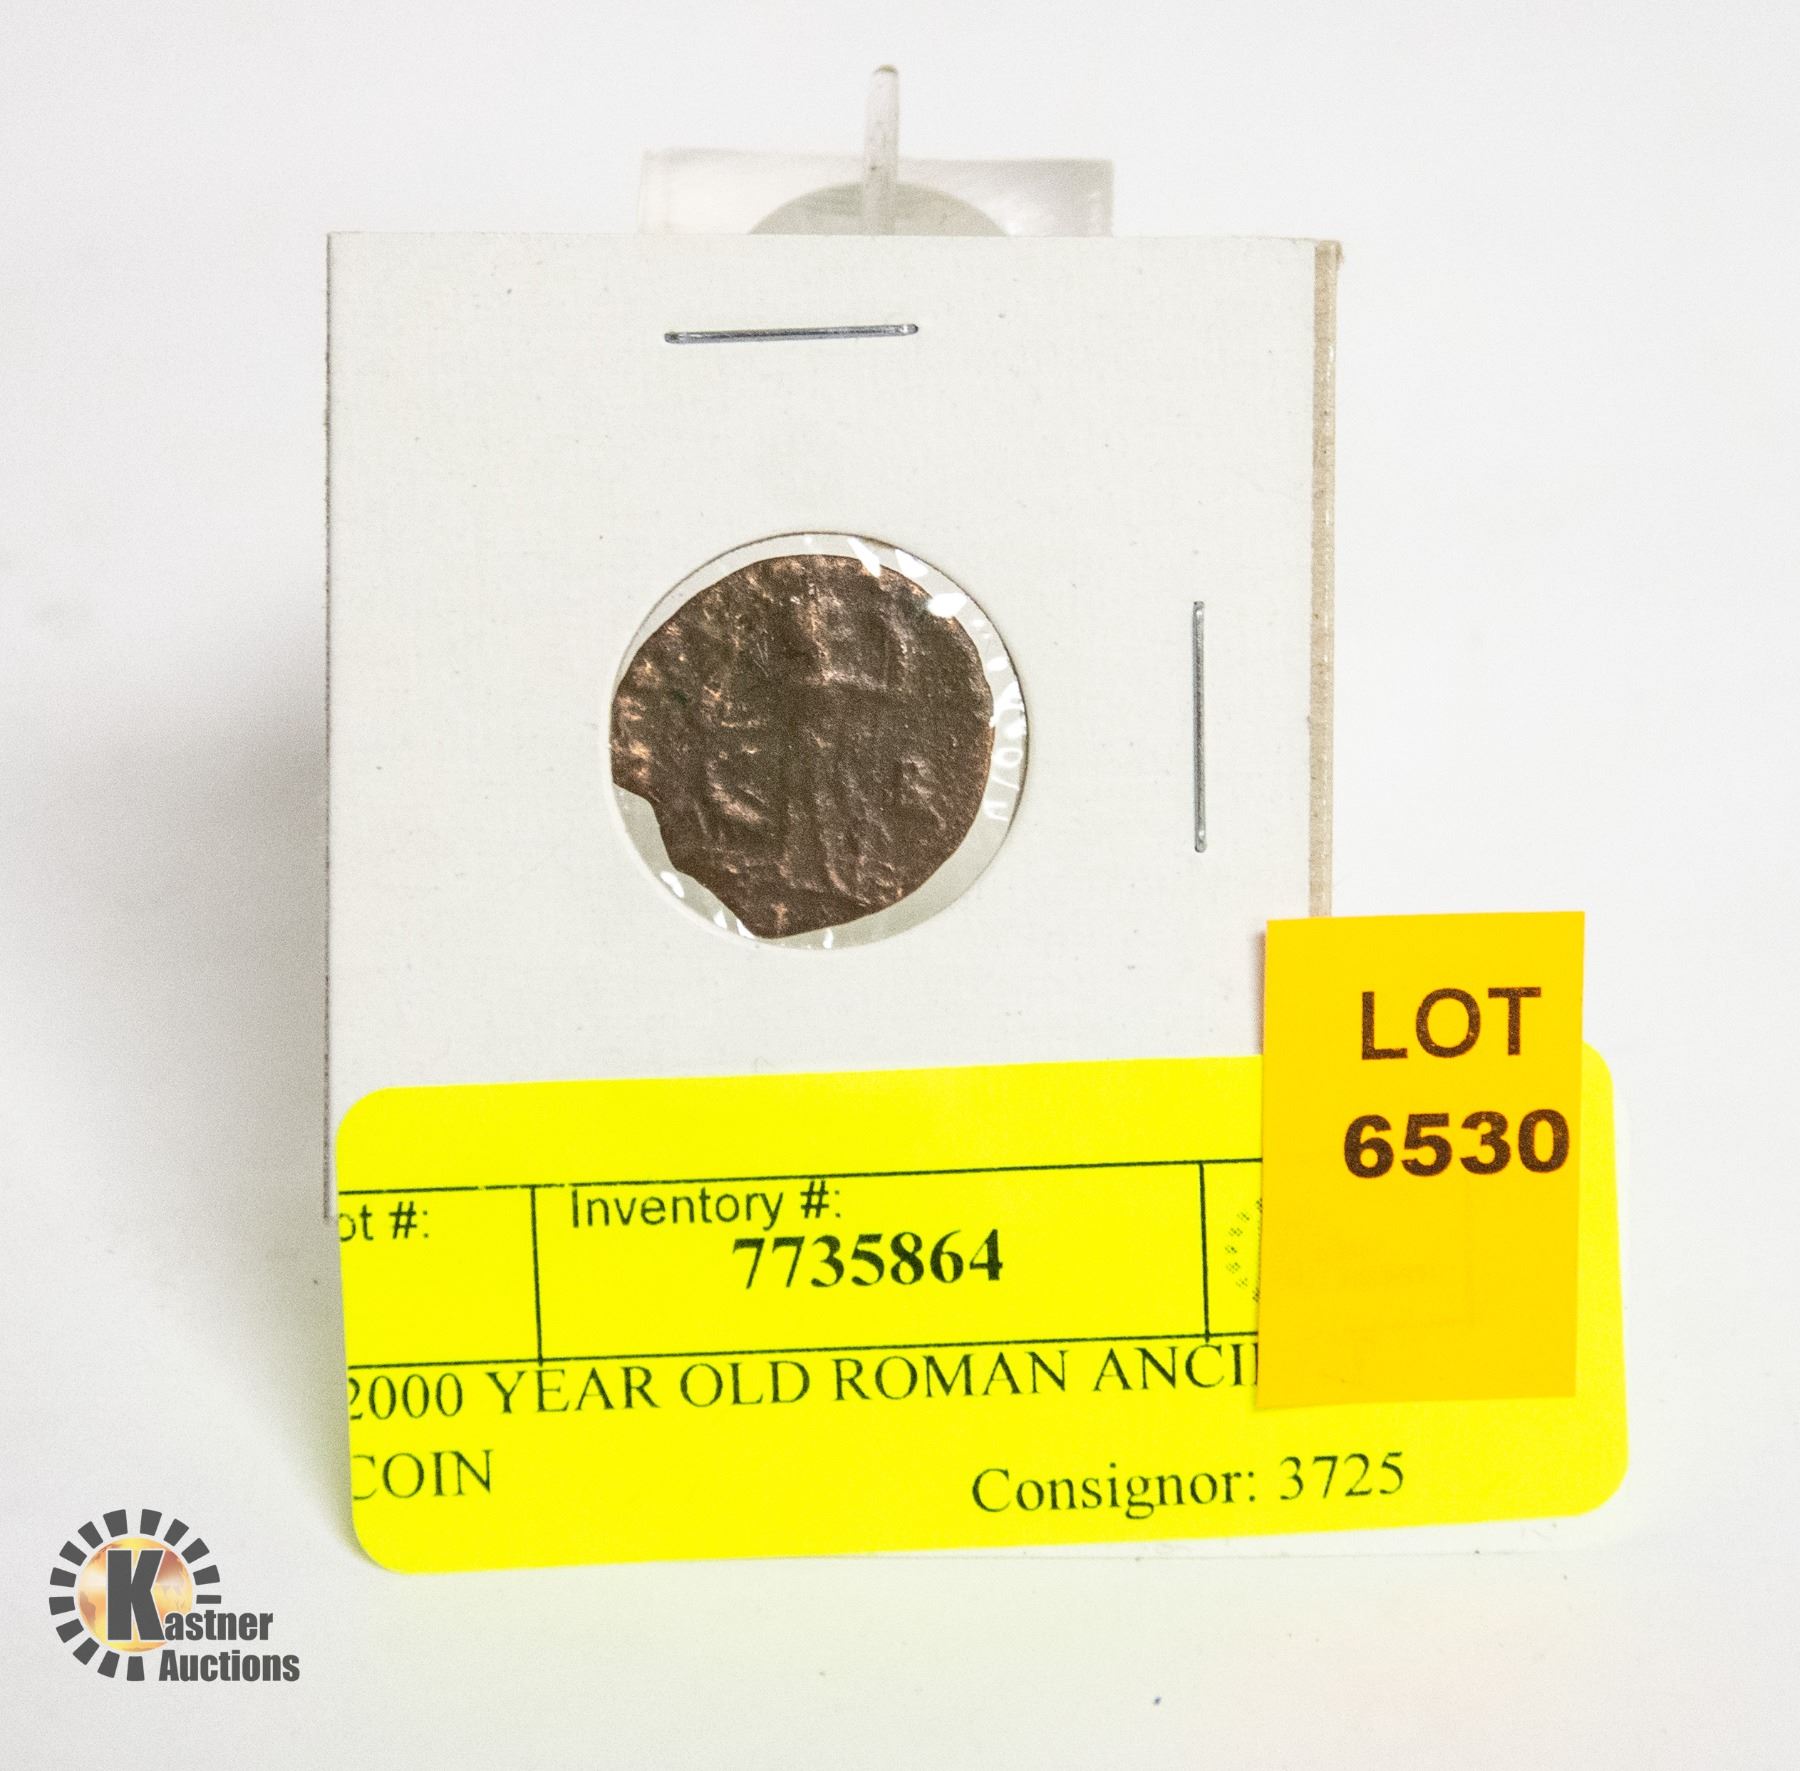 LOT
6530
ot #:
Inventory #:
7735864
2000 YEAR OLD ROMAN ANCI
COIN
Consignor: 3725
Kastner
Auctions